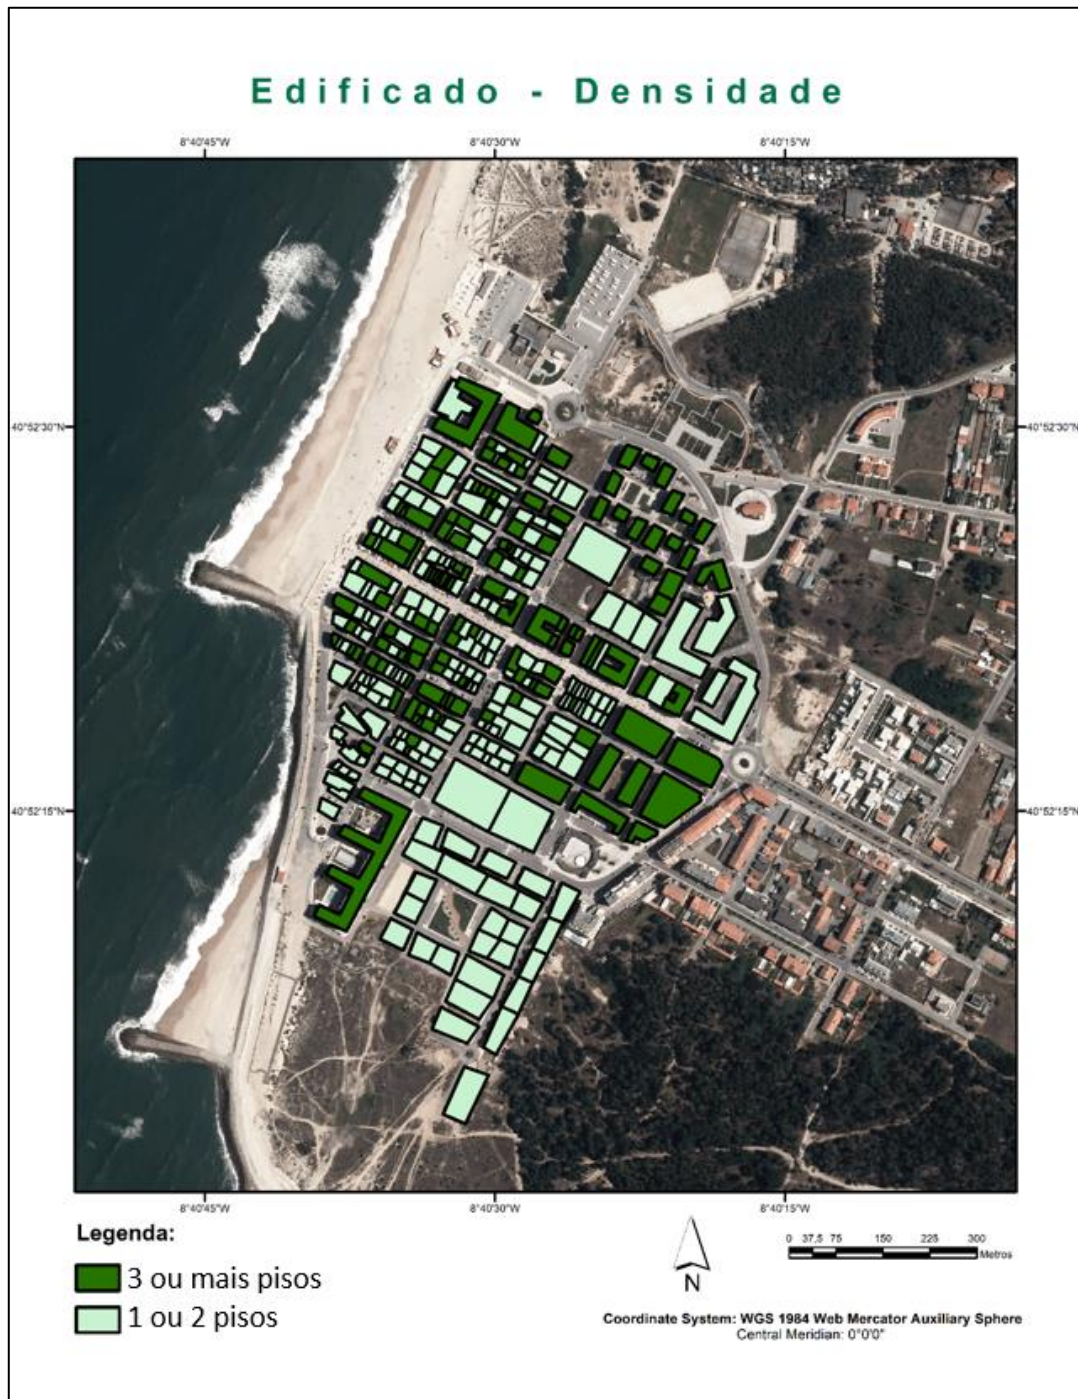 Edificado - Densidade
8°40'45"W 8°40'30"W 8°40'15"W
40°52'30"N 40°52'30"N
40°52'15"N 40°52'15"N
8°40'45"W 8°40'30"W 8°40'15"W
Legenda:
3 ou mais pisos
1 ou 2 pisos
N
0 37,5 75 150 225 300
Metros
Coordinate System: WGS 1984 Web Mercator Auxiliary Sphere
Central Meridian: 0°0'0"